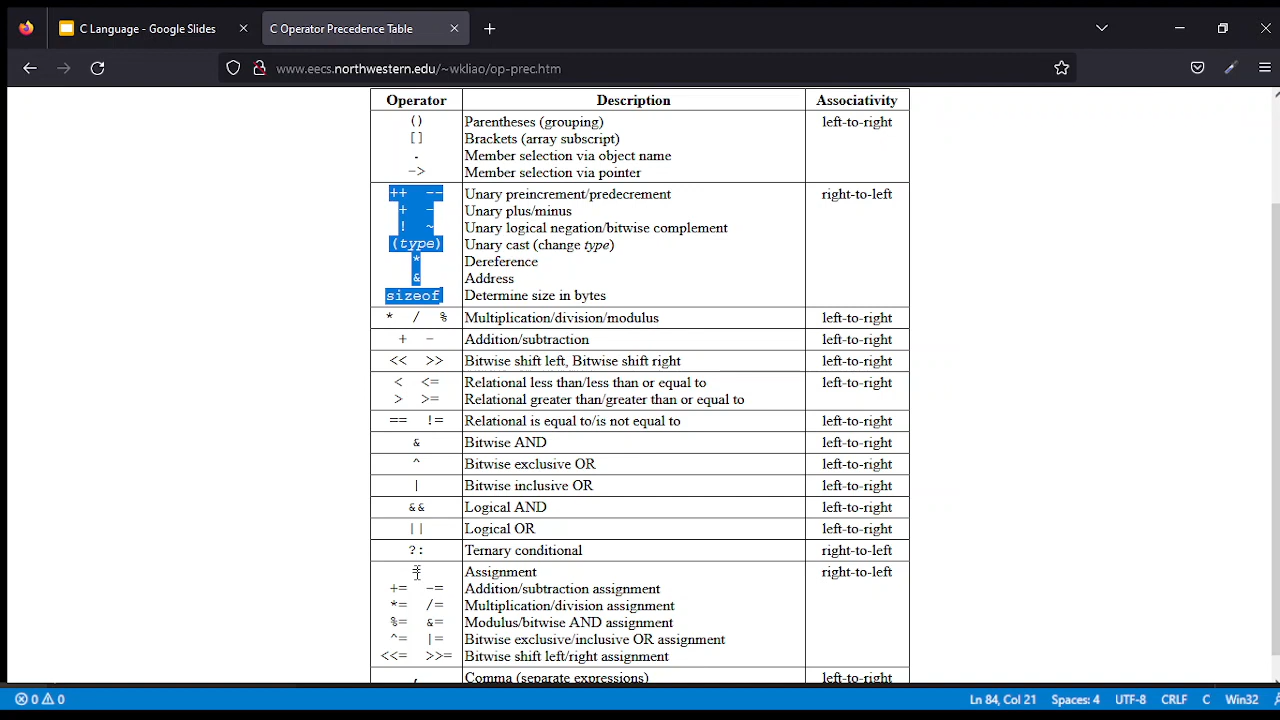 C Language - Google Slides
C Operator Precedence Table
www.eecs.northwestern.edu/~wkliao/op-prec.htm
Operator Description Associativity
() Parentheses (grouping) left-to-right
[] Brackets (array subscript)
. Member selection via object name
-> Member selection via pointer
++ -- Unary preincrement/predecrement right-to-left
+ - Unary plus/minus
! ~ Unary logical negation/bitwise complement
(type) Unary cast (change type)
* Dereference
& Address
sizeof Determine size in bytes
* / % Multiplication/division/modulus left-to-right
+ - Addition/subtraction left-to-right
<< >> Bitwise shift left, Bitwise shift right left-to-right
< <= Relational less than/less than or equal to left-to-right
> >= Relational greater than/greater than or equal to
== != Relational is equal to/is not equal to left-to-right
& Bitwise AND left-to-right
^ Bitwise exclusive OR left-to-right
| Bitwise inclusive OR left-to-right
&& Logical AND left-to-right
|| Logical OR left-to-right
?: Ternary conditional right-to-left
= Assignment right-to-left
+= -= Addition/subtraction assignment
*= /= Multiplication/division assignment
%= &= Modulus/bitwise AND assignment
^= |= Bitwise exclusive/inclusive OR assignment
<<= >>= Bitwise shift left/right assignment
, Comma (separate expressions) left-to-right
0 0 Ln 84, Col 21 Spaces: 4 UTF-8 CRLF C Win32